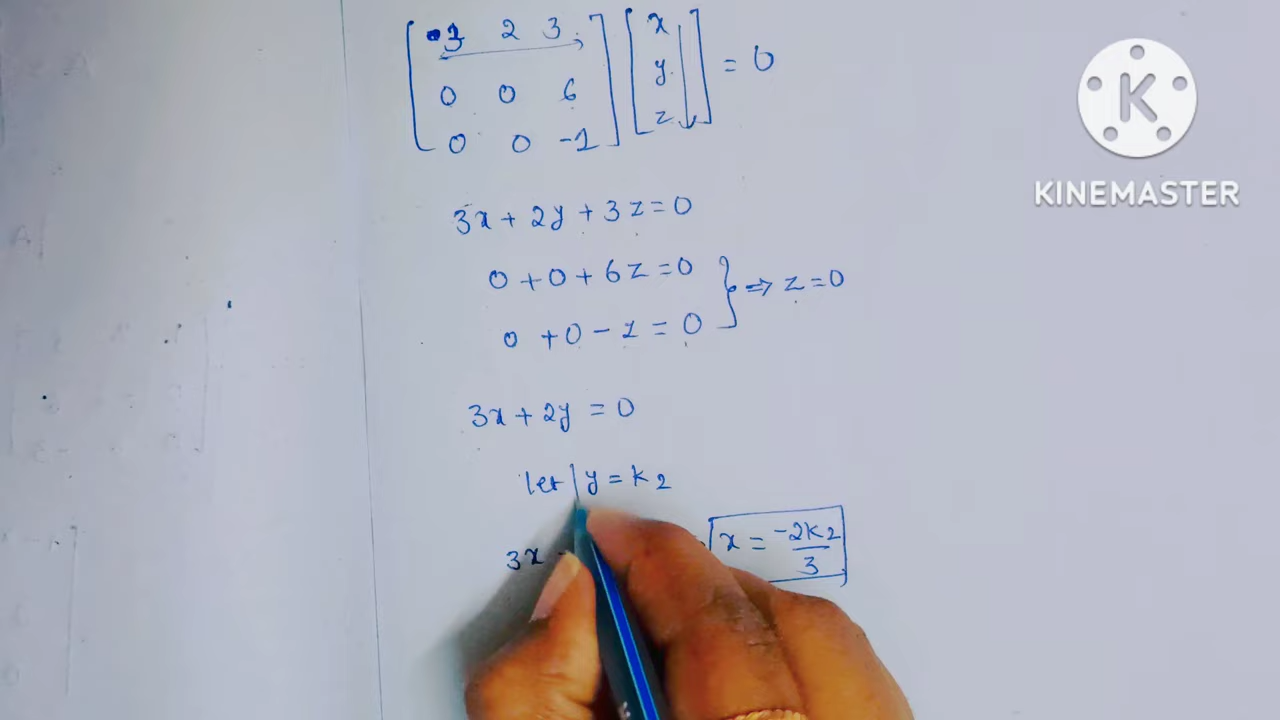 3 2 3 x
0 0 6 y = 0
0 0 -1 z
3x + 2y + 3z = 0
0 + 0 + 6z = 0
0 + 0 - z = 0 } ⇒ z = 0
3x + 2y = 0
let y = k2
3x
x = -2k2/3
K
KINEMASTER